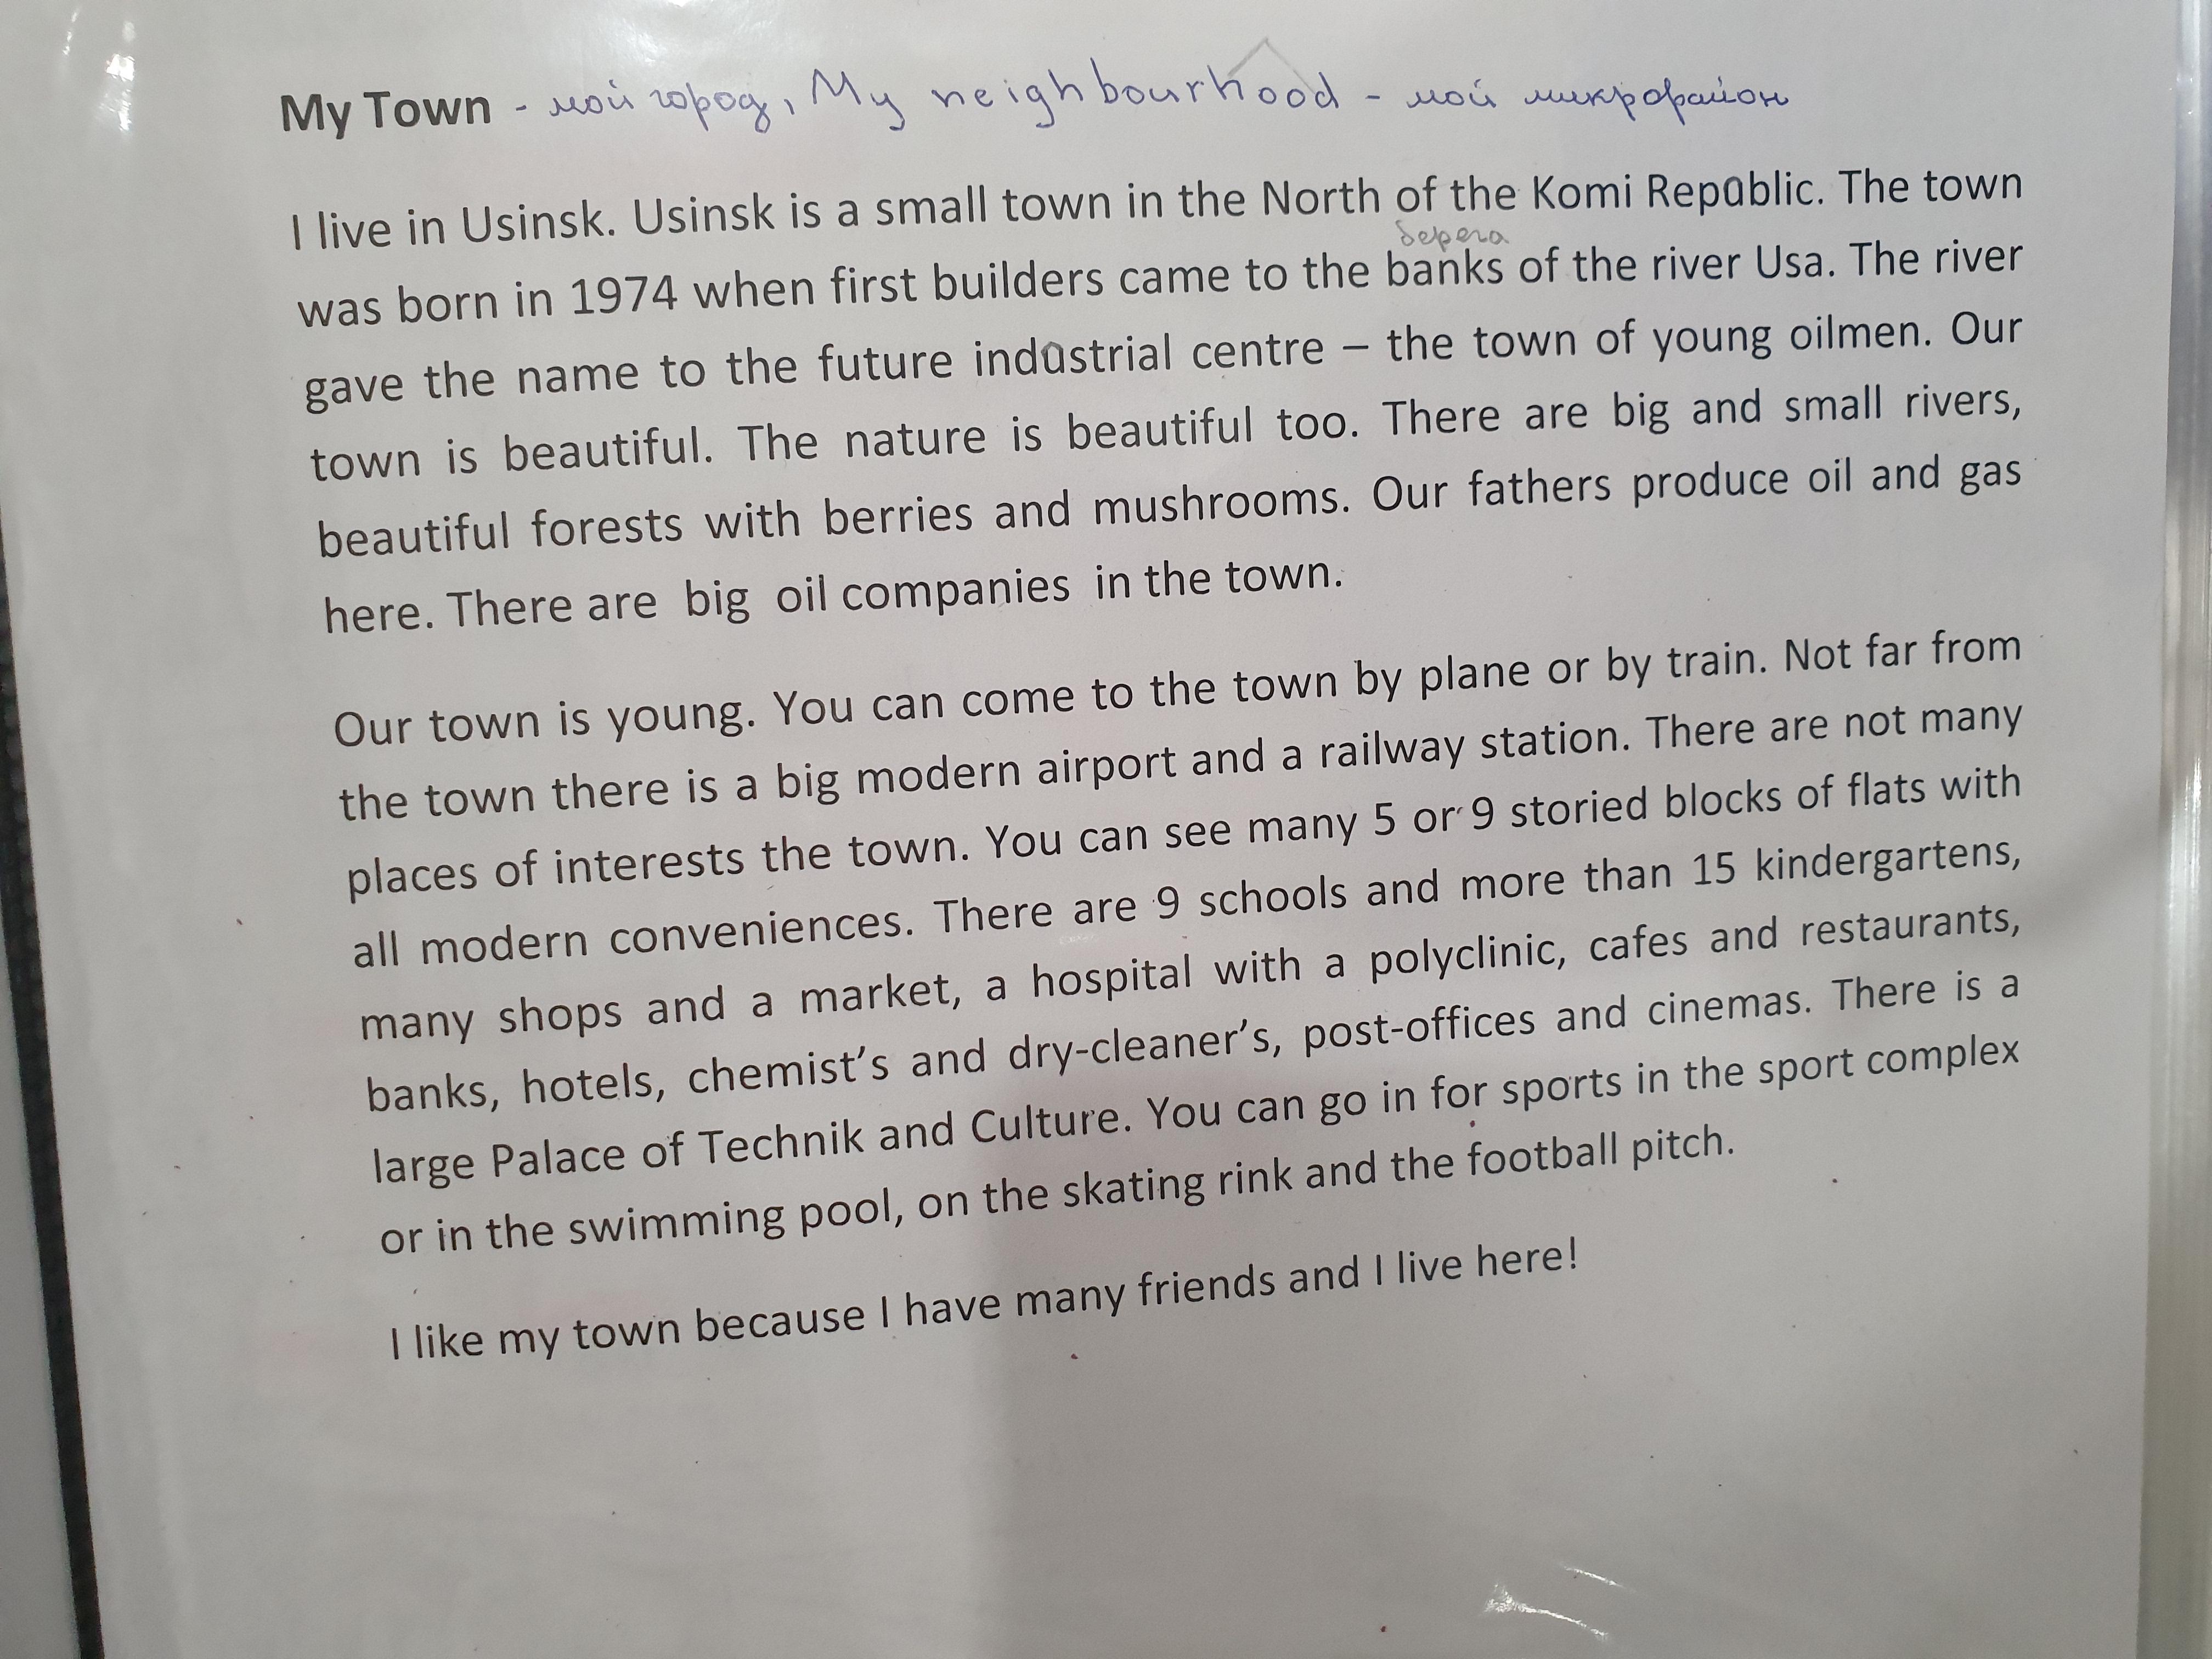 My Town - мой город, My neighbourhood - мой микрорайон
I live in Usinsk. Usinsk is a small town in the North of the Komi Republic. The town
берега
was born in 1974 when first builders came to the banks of the river Usa. The river
gave the name to the future industrial centre – the town of young oilmen. Our
town is beautiful. The nature is beautiful too. There are big and small rivers,
beautiful forests with berries and mushrooms. Our fathers produce oil and gas
here. There are big oil companies in the town.
Our town is young. You can come to the town by plane or by train. Not far from
the town there is a big modern airport and a railway station. There are not many
places of interests the town. You can see many 5 or 9 storied blocks of flats with
all modern conveniences. There are 9 schools and more than 15 kindergartens,
many shops and a market, a hospital with a polyclinic, cafes and restaurants,
banks, hotels, chemist’s and dry-cleaner’s, post-offices and cinemas. There is a
large Palace of Technik and Culture. You can go in for sports in the sport complex
or in the swimming pool, on the skating rink and the football pitch.
I like my town because I have many friends and I live here!